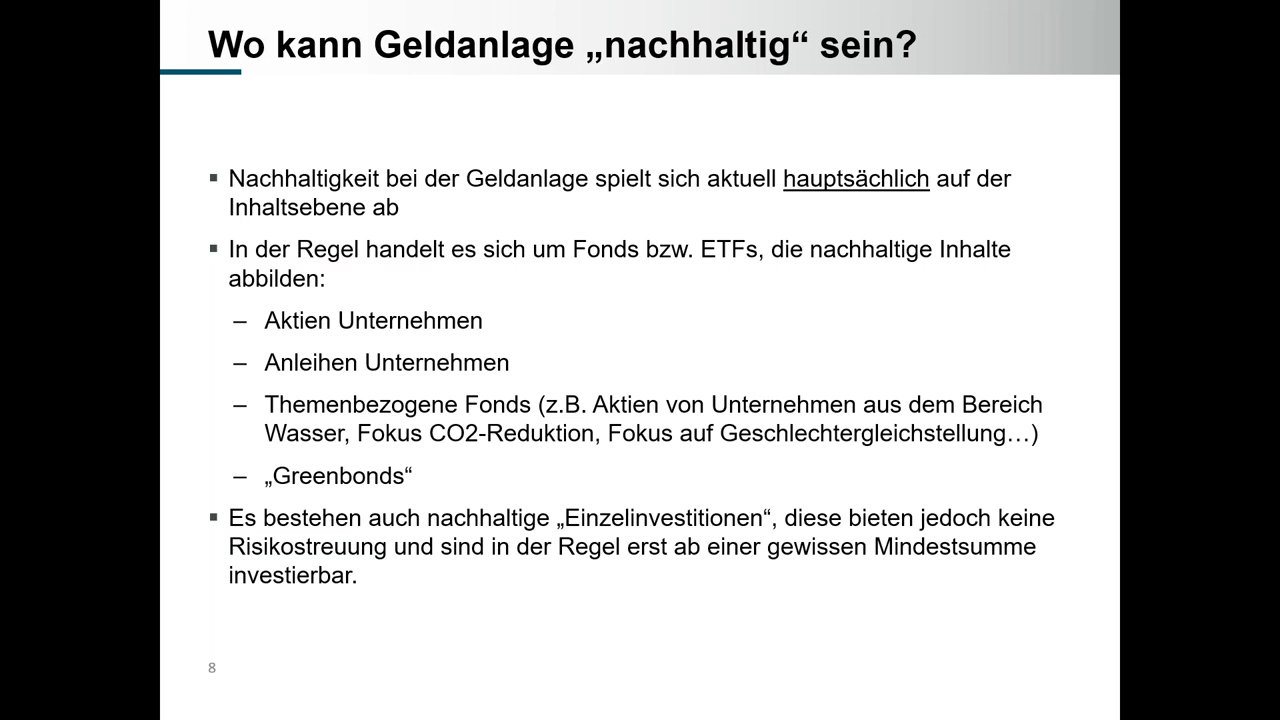 Wo kann Geldanlage „nachhaltig“ sein?
▪ Nachhaltigkeit bei der Geldanlage spielt sich aktuell hauptsächlich auf der
Inhaltsebene ab
▪ In der Regel handelt es sich um Fonds bzw. ETFs, die nachhaltige Inhalte
abbilden:
– Aktien Unternehmen
– Anleihen Unternehmen
– Themenbezogene Fonds (z.B. Aktien von Unternehmen aus dem Bereich
Wasser, Fokus CO2-Reduktion, Fokus auf Geschlechtergleichstellung…)
– „Greenbonds“
▪ Es bestehen auch nachhaltige „Einzelinvestitionen“, diese bieten jedoch keine
Risikostreuung und sind in der Regel erst ab einer gewissen Mindestsumme
investierbar.
8